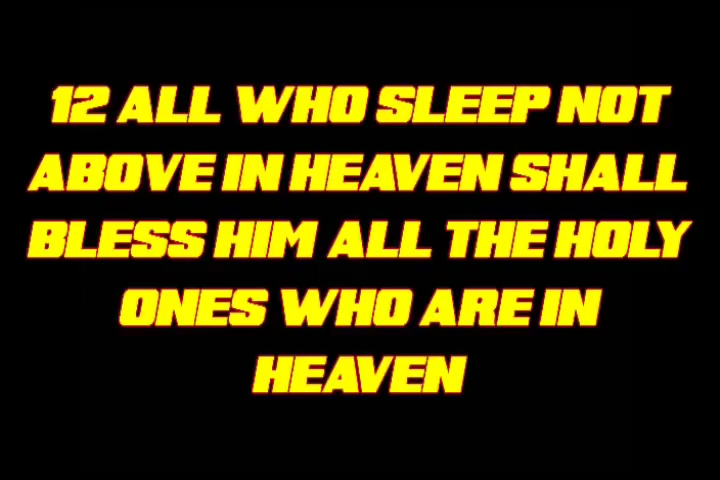 12 ALL WHO SLEEP NOT
ABOVE IN HEAVEN SHALL
BLESS HIM ALL THE HOLY
ONES WHO ARE IN
HEAVEN